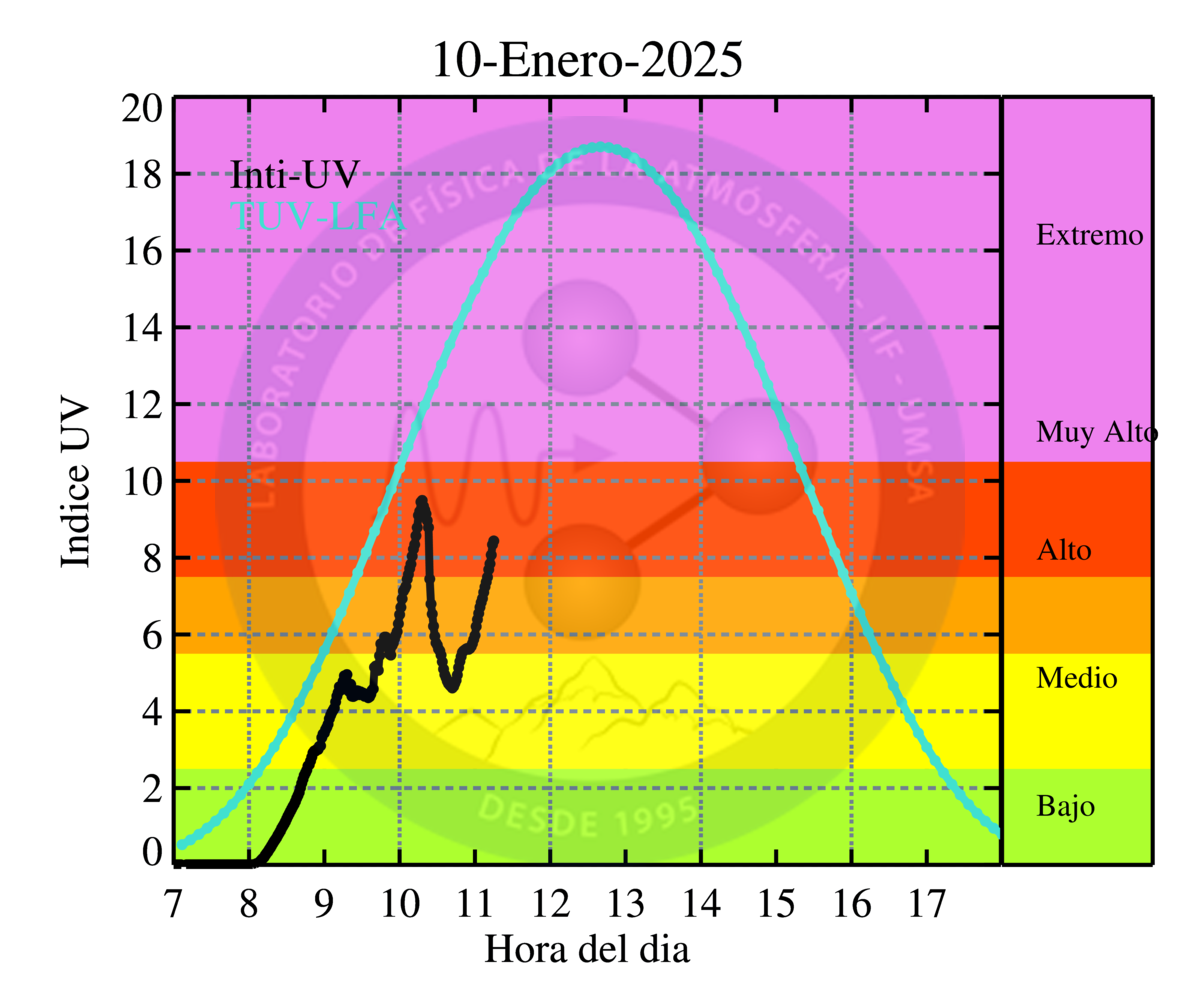 10-Enero-2025
20
18
16
14
12
10
8
6
4
2
0
Indice UV
Inti-UV
TUV-LFA
LABORATORIO DE FÍSICA DE LA ATMÓSFERA - IIF - UMSA
DESDE 1995
Extremo
Muy Alto
Alto
Medio
Bajo
7 8 9 10 11 12 13 14 15 16 17
Hora del dia